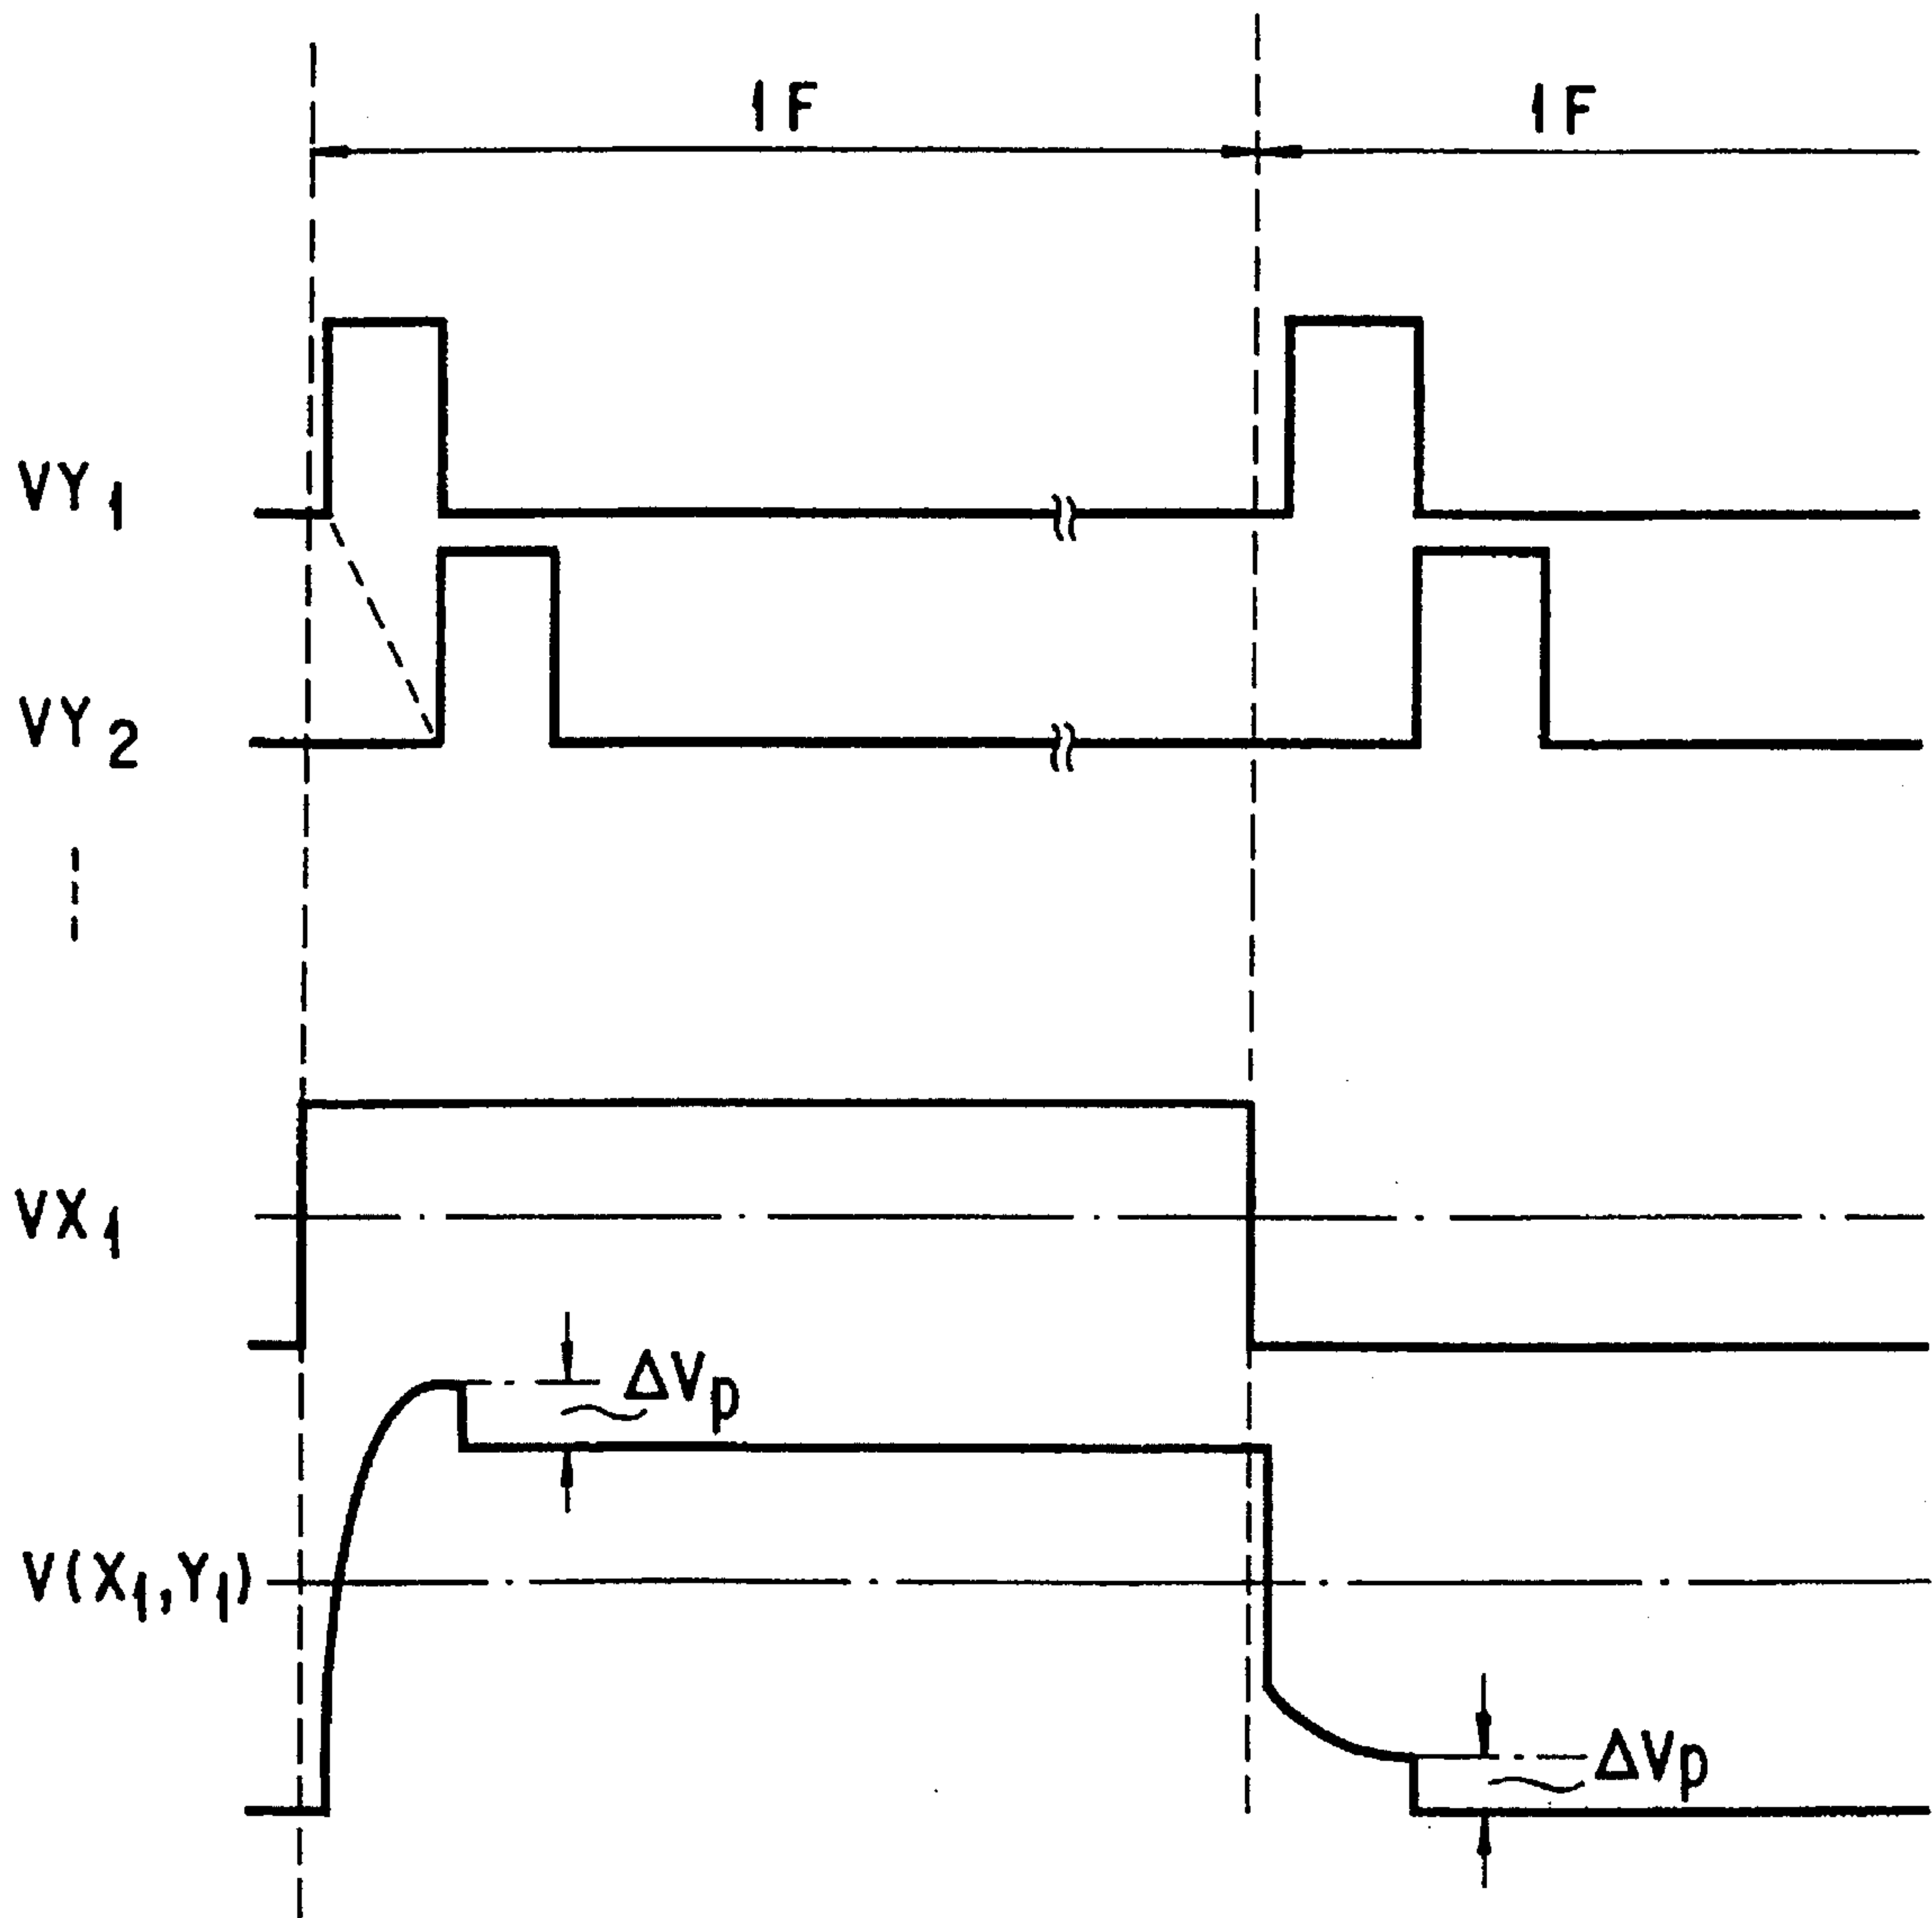 1F 1F
VY₁
VY₂
VX₁
ΔVp
V(X₁,Y₁)
ΔVp